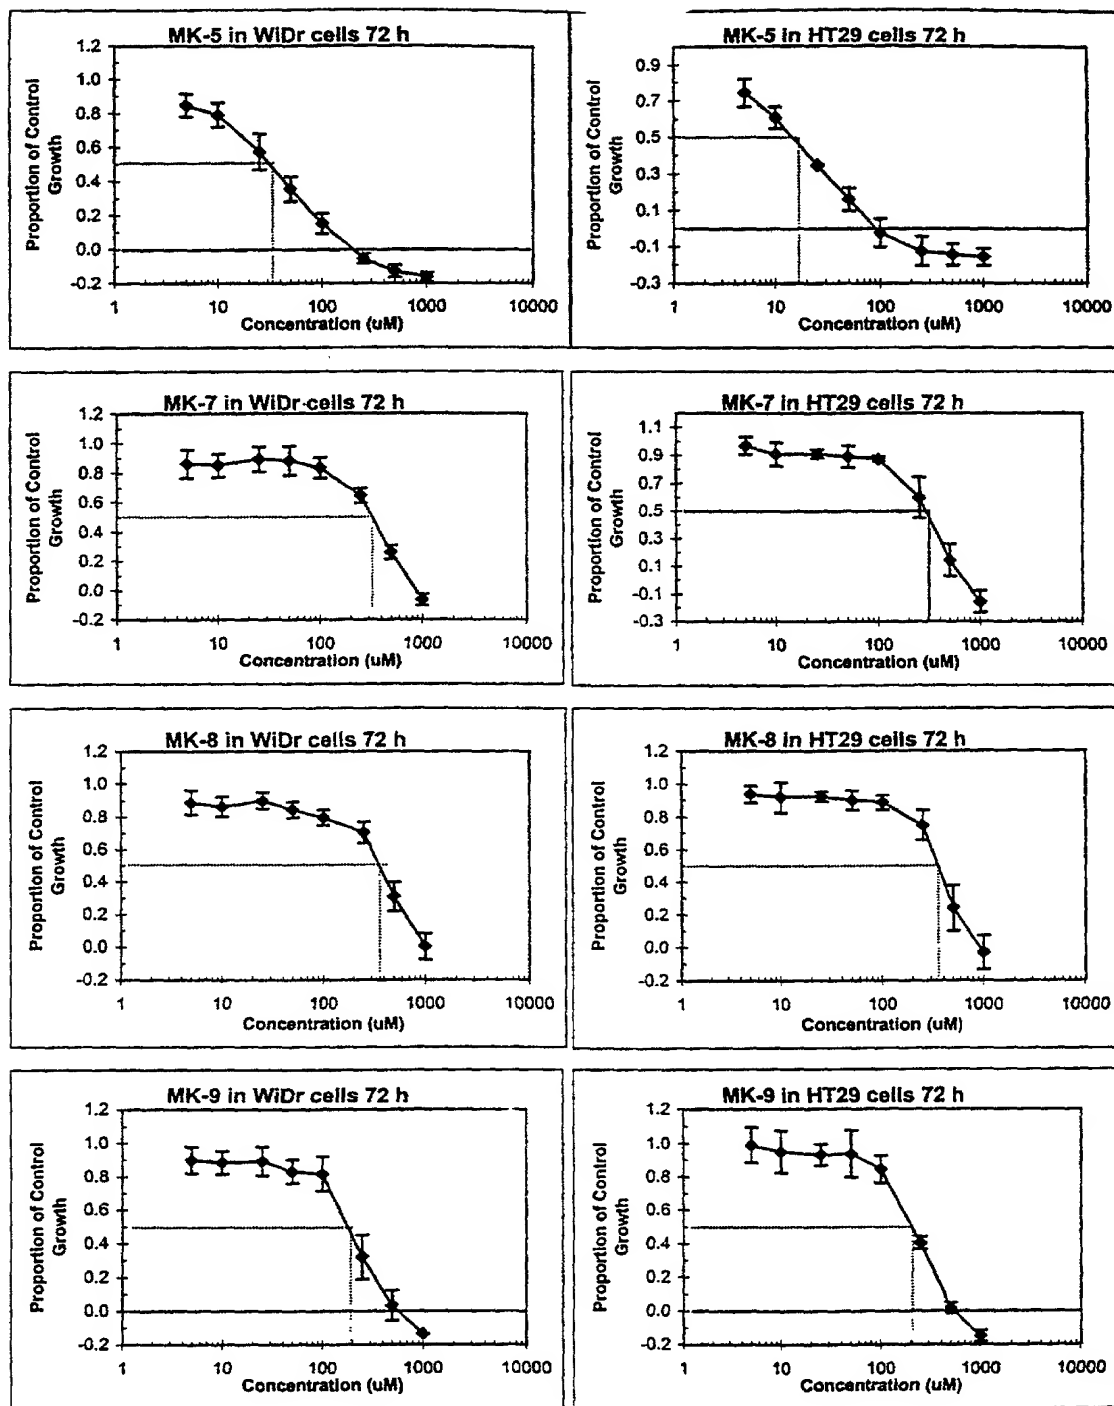 MK-5 in WiDr cells 72 h
Proportion of Control
Growth
1.2
1.0
0.8
0.6
0.4
0.2
0.0
-0.2
1 10 100 1000 10000
Concentration (uM)
MK-5 in HT29 cells 72 h
Proportion of Control
Growth
0.9
0.7
0.5
0.3
0.1
-0.1
-0.3
1 10 100 1000 10000
Concentration (uM)
MK-7 in WiDr cells 72 h
Proportion of Control
Growth
1.2
1.0
0.8
0.6
0.4
0.2
0.0
-0.2
1 10 100 1000 10000
Concentration (uM)
MK-7 in HT29 cells 72 h
Proportion of Control
Growth
1.1
0.9
0.7
0.5
0.3
0.1
-0.1
-0.3
1 10 100 1000 10000
Concentration (uM)
MK-8 in WiDr cells 72 h
Proportion of Control
Growth
1.2
1.0
0.8
0.6
0.4
0.2
0.0
-0.2
1 10 100 1000 10000
Concentration (uM)
MK-8 in HT29 cells 72 h
Proportion of Control
Growth
1.2
1.0
0.8
0.6
0.4
0.2
0.0
-0.2
1 10 100 1000 10000
Concentration (uM)
MK-9 in WiDr cells 72 h
Proportion of Control
Growth
1.2
1.0
0.8
0.6
0.4
0.2
0.0
-0.2
1 10 100 1000 10000
Concentration (uM)
MK-9 in HT29 cells 72 h
Proportion of Control
Growth
1.2
1.0
0.8
0.6
0.4
0.2
0.0
-0.2
1 10 100 1000 10000
Concentration (uM)